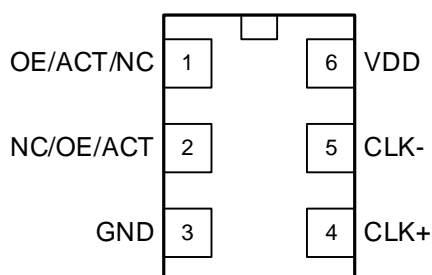 OE/ACT/NC 1 6 VDD
NC/OE/ACT 2 5 CLK-
GND 3 4 CLK+